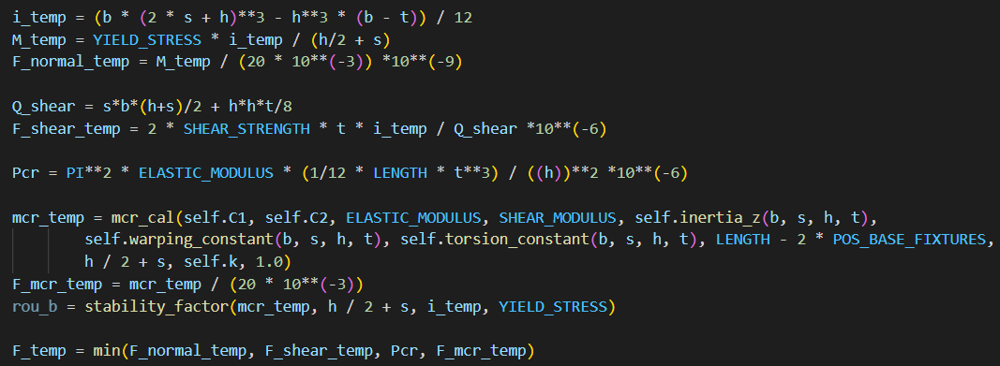 i_temp = (b * (2 * s + h)**3 - h**3 * (b - t)) / 12
M_temp = YIELD_STRESS * i_temp / (h/2 + s)
F_normal_temp = M_temp / (20 * 10**(-3)) *10**(-9)
Q_shear = s*b*(h+s)/2 + h*h*t/8
F_shear_temp = 2 * SHEAR_STRENGTH * t * i_temp / Q_shear *10**(-6)
Pcr = PI**2 * ELASTIC_MODULUS * (1/12 * LENGTH * t**3) / ((h))**2 *10**(-6)
mcr_temp = mcr_cal(self.C1, self.C2, ELASTIC_MODULUS, SHEAR_MODULUS, self.inertia_z(b, s, h, t),
self.warping_constant(b, s, h, t), self.torsion_constant(b, s, h, t), LENGTH - 2 * POS_BASE_FIXTURES,
h / 2 + s, self.k, 1.0)
F_mcr_temp = mcr_temp / (20 * 10**(-3))
rou_b = stability_factor(mcr_temp, h / 2 + s, i_temp, YIELD_STRESS)
F_temp = min(F_normal_temp, F_shear_temp, Pcr, F_mcr_temp)